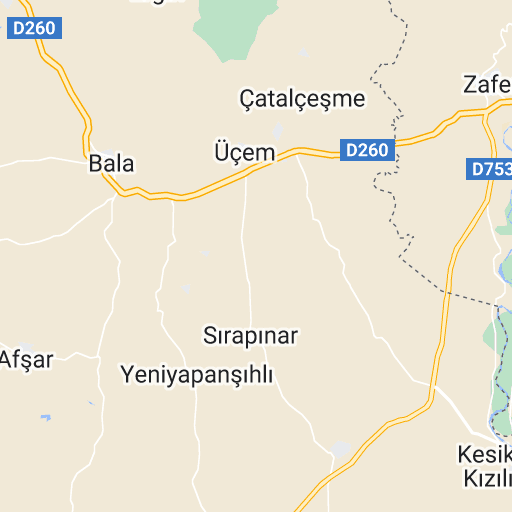 D260
Zafe
Çatalçeşme
Üçem
D260
Bala
D753
Sırapınar
Afşar
Yeniyapanşıhlı
Kesik
Kızılı